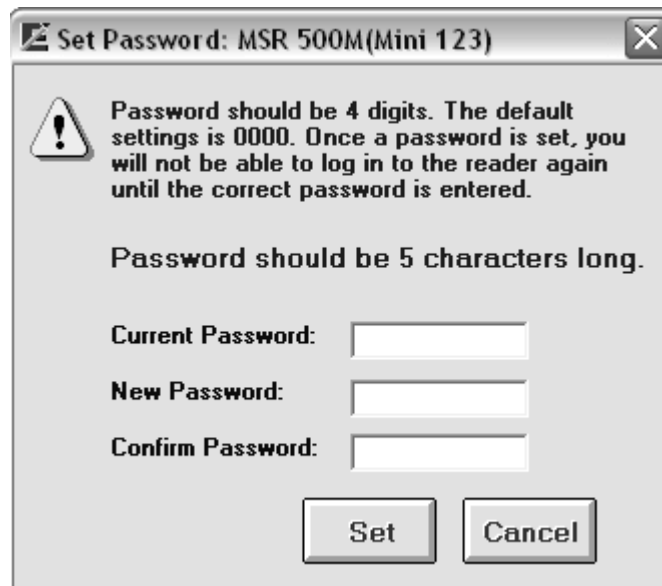 Set Password: MSR 500M(Mini 123)
Password should be 4 digits. The default
settings is 0000. Once a password is set, you
will not be able to log in to the reader again
until the correct password is entered.
Password should be 5 characters long.
Current Password:
New Password:
Confirm Password:
Set Cancel